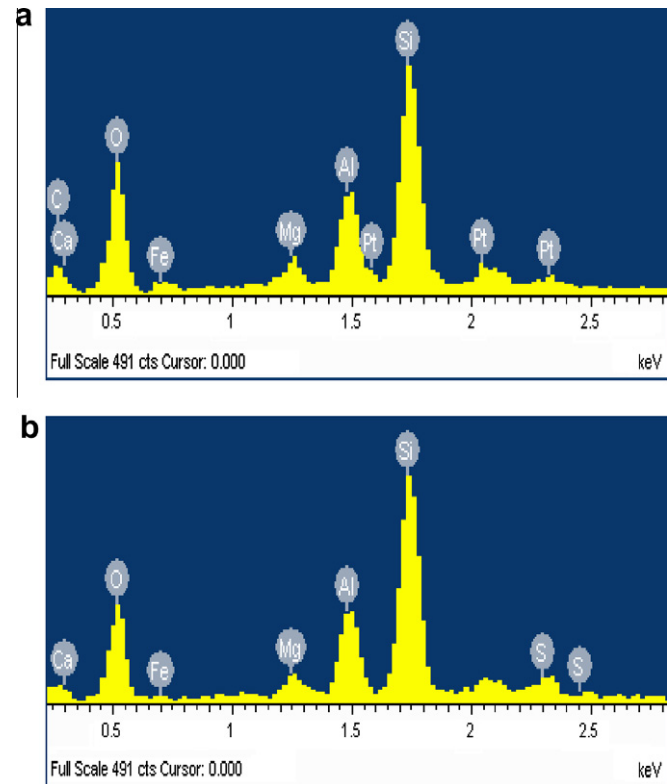 a
Si
O
Al
C
Ca
Fe
Mg
Pt
Pt
Pt
0.5 1 1.5 2 2.5
Full Scale 491 cts Cursor: 0.000 keV
b
Si
O
Al
Ca
Fe
Mg
S
S
0.5 1 1.5 2 2.5
Full Scale 491 cts Cursor: 0.000 keV